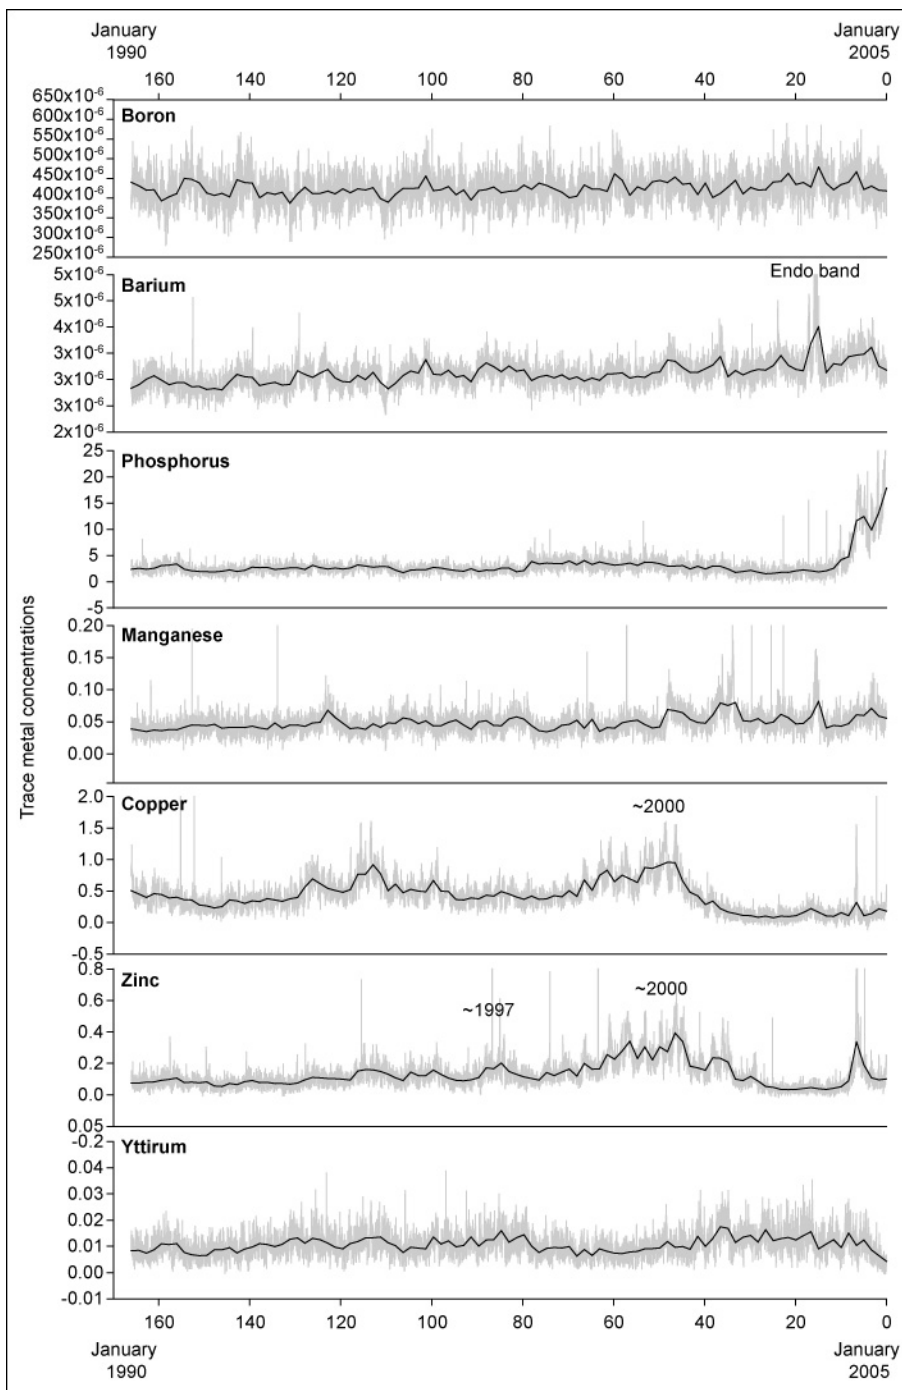 January
1990
January
2005
160 140 120 100 80 60 40 20 0
Trace metal concentrations
Boron
650x10⁻⁶
600x10⁻⁶
550x10⁻⁶
500x10⁻⁶
450x10⁻⁶
400x10⁻⁶
350x10⁻⁶
300x10⁻⁶
250x10⁻⁶
Barium
Endo band
5x10⁻⁶
5x10⁻⁶
4x10⁻⁶
3x10⁻⁶
3x10⁻⁶
3x10⁻⁶
2x10⁻⁶
Phosphorus
25
20
15
10
5
0
-5
Manganese
0.20
0.15
0.10
0.05
0.00
Copper
~2000
2.0
1.5
1.0
0.5
0.0
-0.5
Zinc
~1997
~2000
0.8
0.6
0.4
0.2
0.0
0.05
Yttirum
-0.2
0.04
0.03
0.02
0.01
0.00
-0.01
160 140 120 100 80 60 40 20 0
January
1990
January
2005